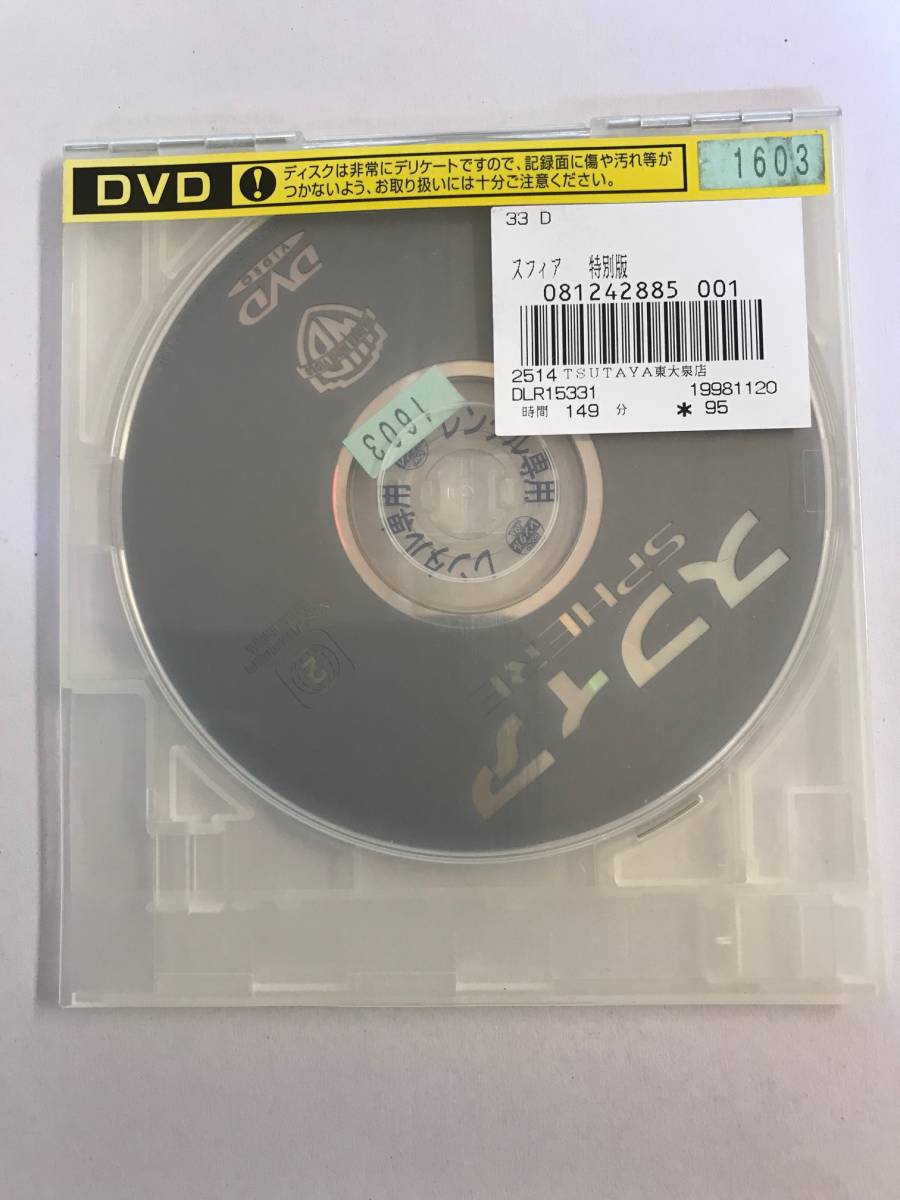 DVD
ディスクは非常にデリケートですので、記録面に傷や汚れ等が
つかないよう、お取り扱いには十分ご注意ください。
1603
33 D
スフィア 特別版
081242885 001
2514 TSUTAYA東大泉店
DLR15331 19981120
時間 149 分 * 95
DVD
VIDEO
1603
レンタル専用
レンタル専用
スフィア
SPHERE
2